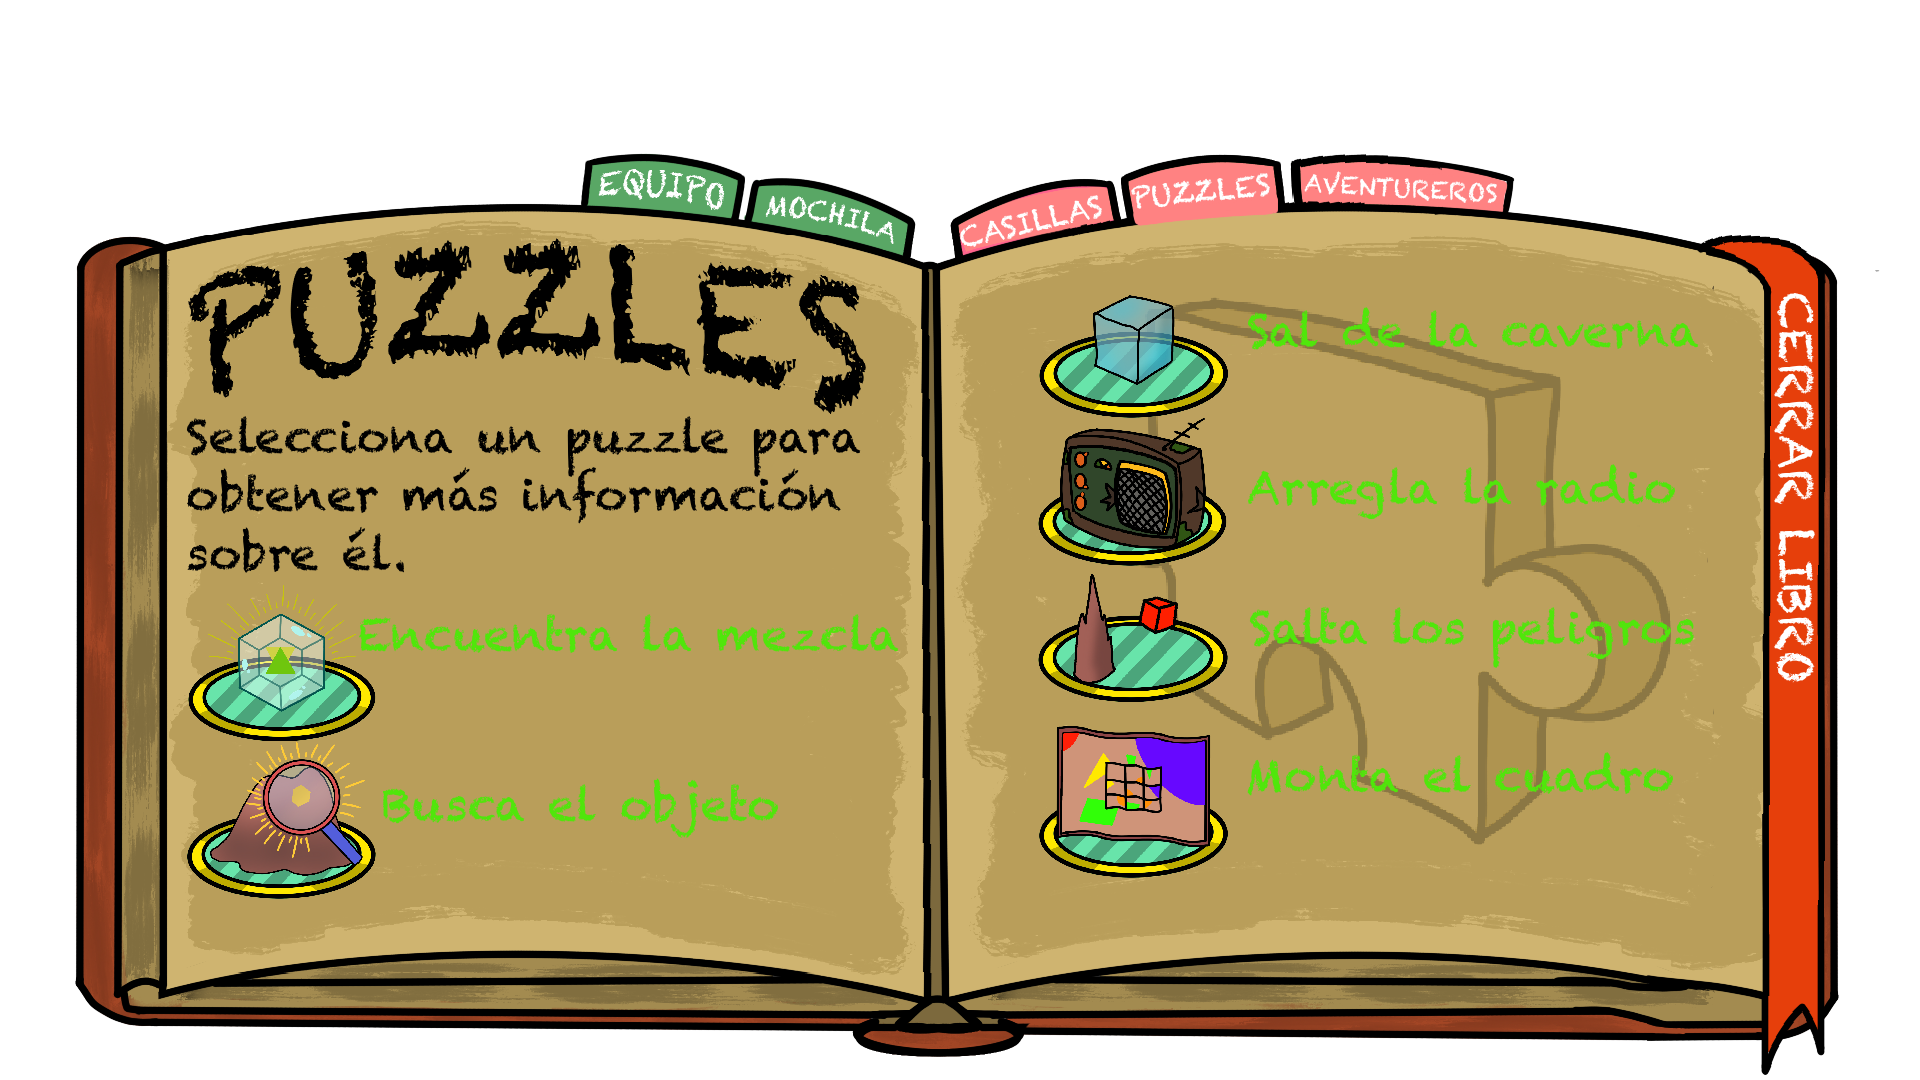 EQUIPO
MOCHILA
CASILLAS
PUZZLES
AVENTUREROS
PUZZLES
Selecciona un puzzle para
obtener más información
sobre él.
Encuentra la mezcla
Busca el objeto
Sal de la caverna
Arregla la radio
Salta los peligros
Monta el cuadro
CERRAR LIBRO